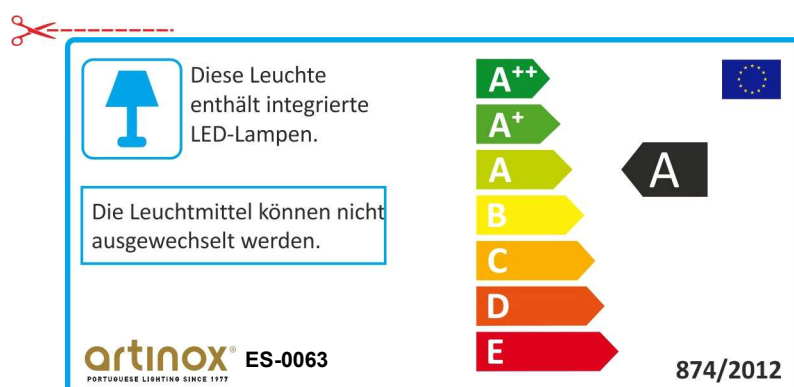 Diese Leuchte
enthält integrierte
LED-Lampen.
Die Leuchtmittel können nicht
ausgewechselt werden.
artinox® ES-0063
PORTUGUESE LIGHTING SINCE 1977
A++
A+
A
A
B
C
D
E
874/2012